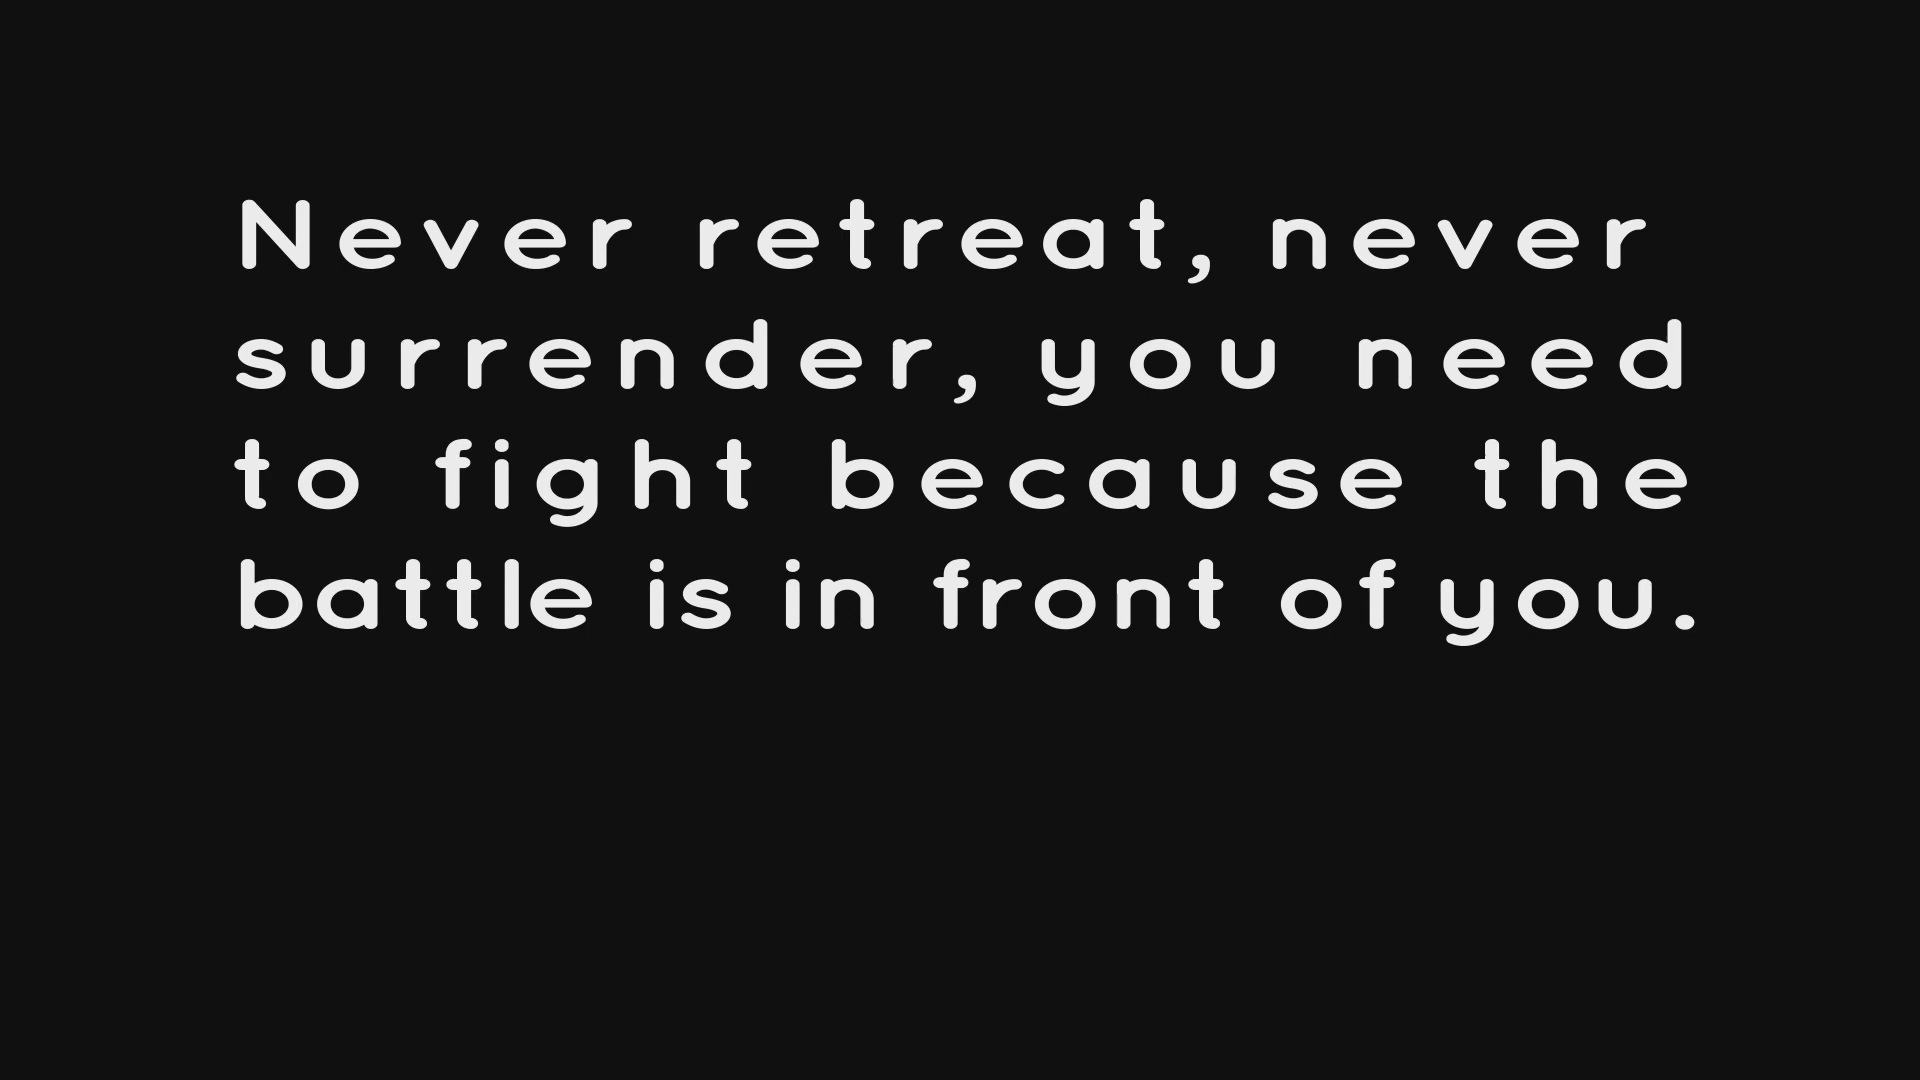 Never retreat, never
surrender, you need
to fight because the
battle is in front of you.